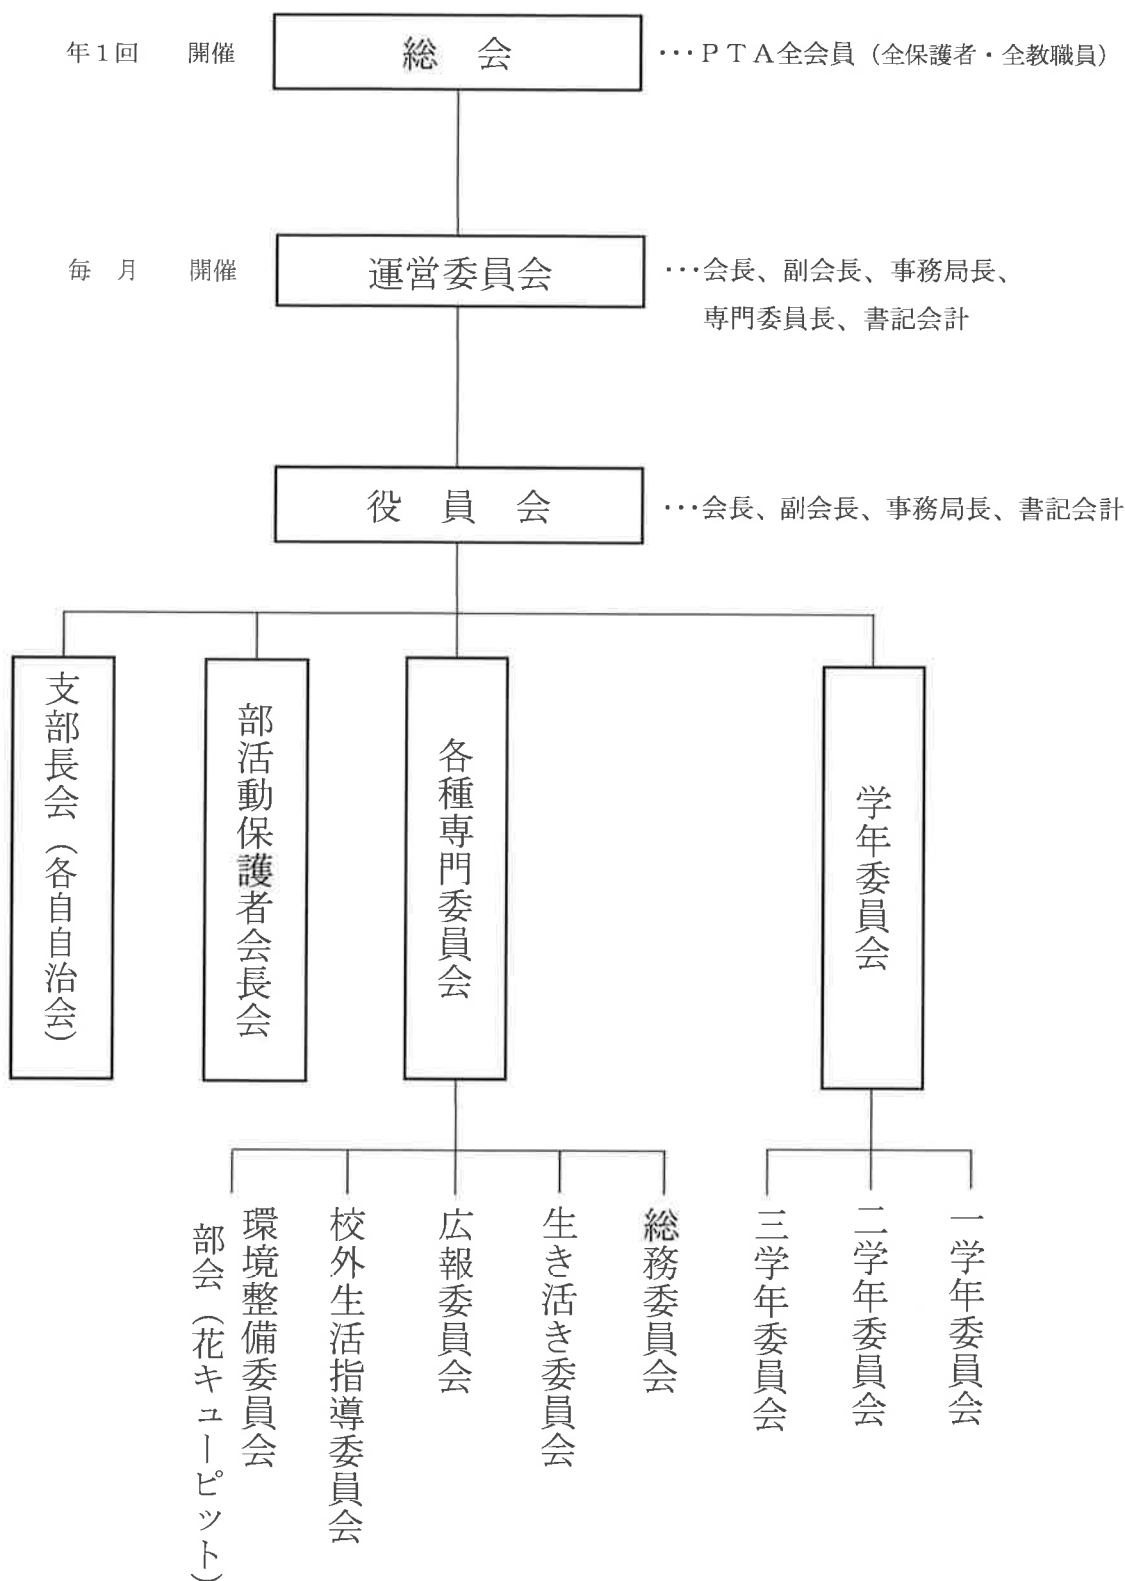 年１回　開催　総　会　･･･ＰＴＡ全会員（全保護者・全教職員）
毎　月　開催　運営委員会　･･･会長、副会長、事務局長、
専門委員長、書記会計
役　員　会　･･･会長、副会長、事務局長、書記会計
学年委員会
各種専門委員会
部活動保護者会長会
支部長会（各自自治会）
一学年委員会
二学年委員会
三学年委員会
総務委員会
生き活き委員会
広報委員会
校外生活指導委員会
環境整備委員会
部会（花キューピット）